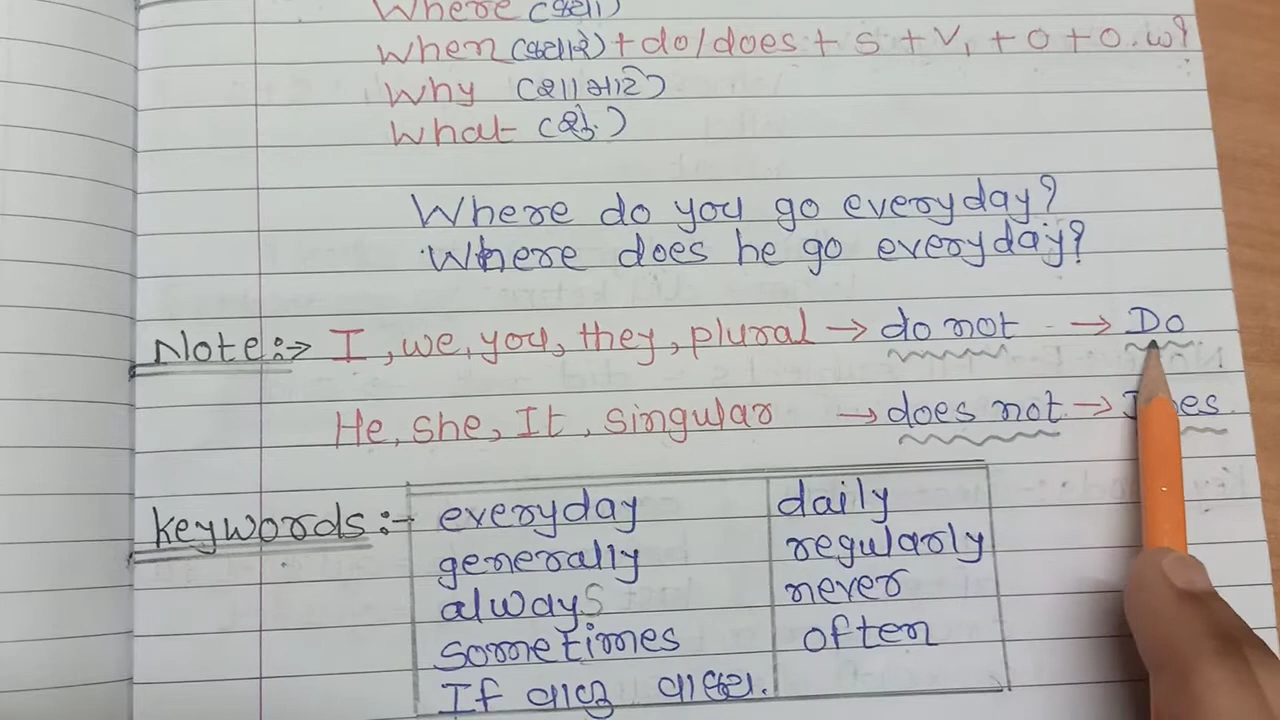 Where (ક્યાં)
When (ક્યારે) + do/does + S + V₁ + O + O.W?
Why (શા માટે)
What (શું)
Where do you go everyday?
Where does he go everyday?
Note:→ I, we, you, they, plural → do not → Do
He, she, It, singular → does not → Does.
Keywords:- everyday daily
generally regularly
always never
sometimes often
If વાળું વાક્ય.